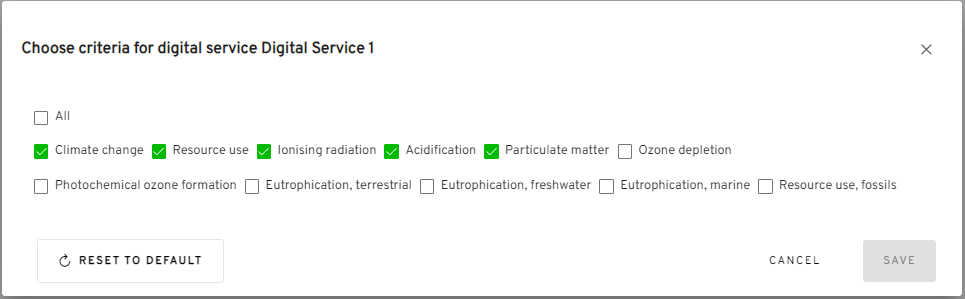 Choose criteria for digital service Digital Service 1
All
Climate change Resource use Ionising radiation Acidification Particulate matter Ozone depletion
Photochemical ozone formation Eutrophication, terrestrial Eutrophication, freshwater Eutrophication, marine Resource use, fossils
RESET TO DEFAULT CANCEL SAVE